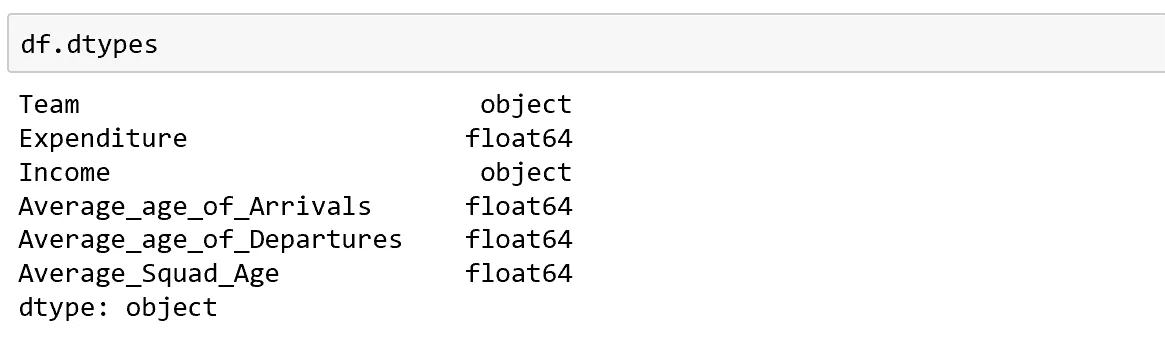 df.dtypes
Team object
Expenditure float64
Income object
Average_age_of_Arrivals float64
Average_age_of_Departures float64
Average_Squad_Age float64
dtype: object